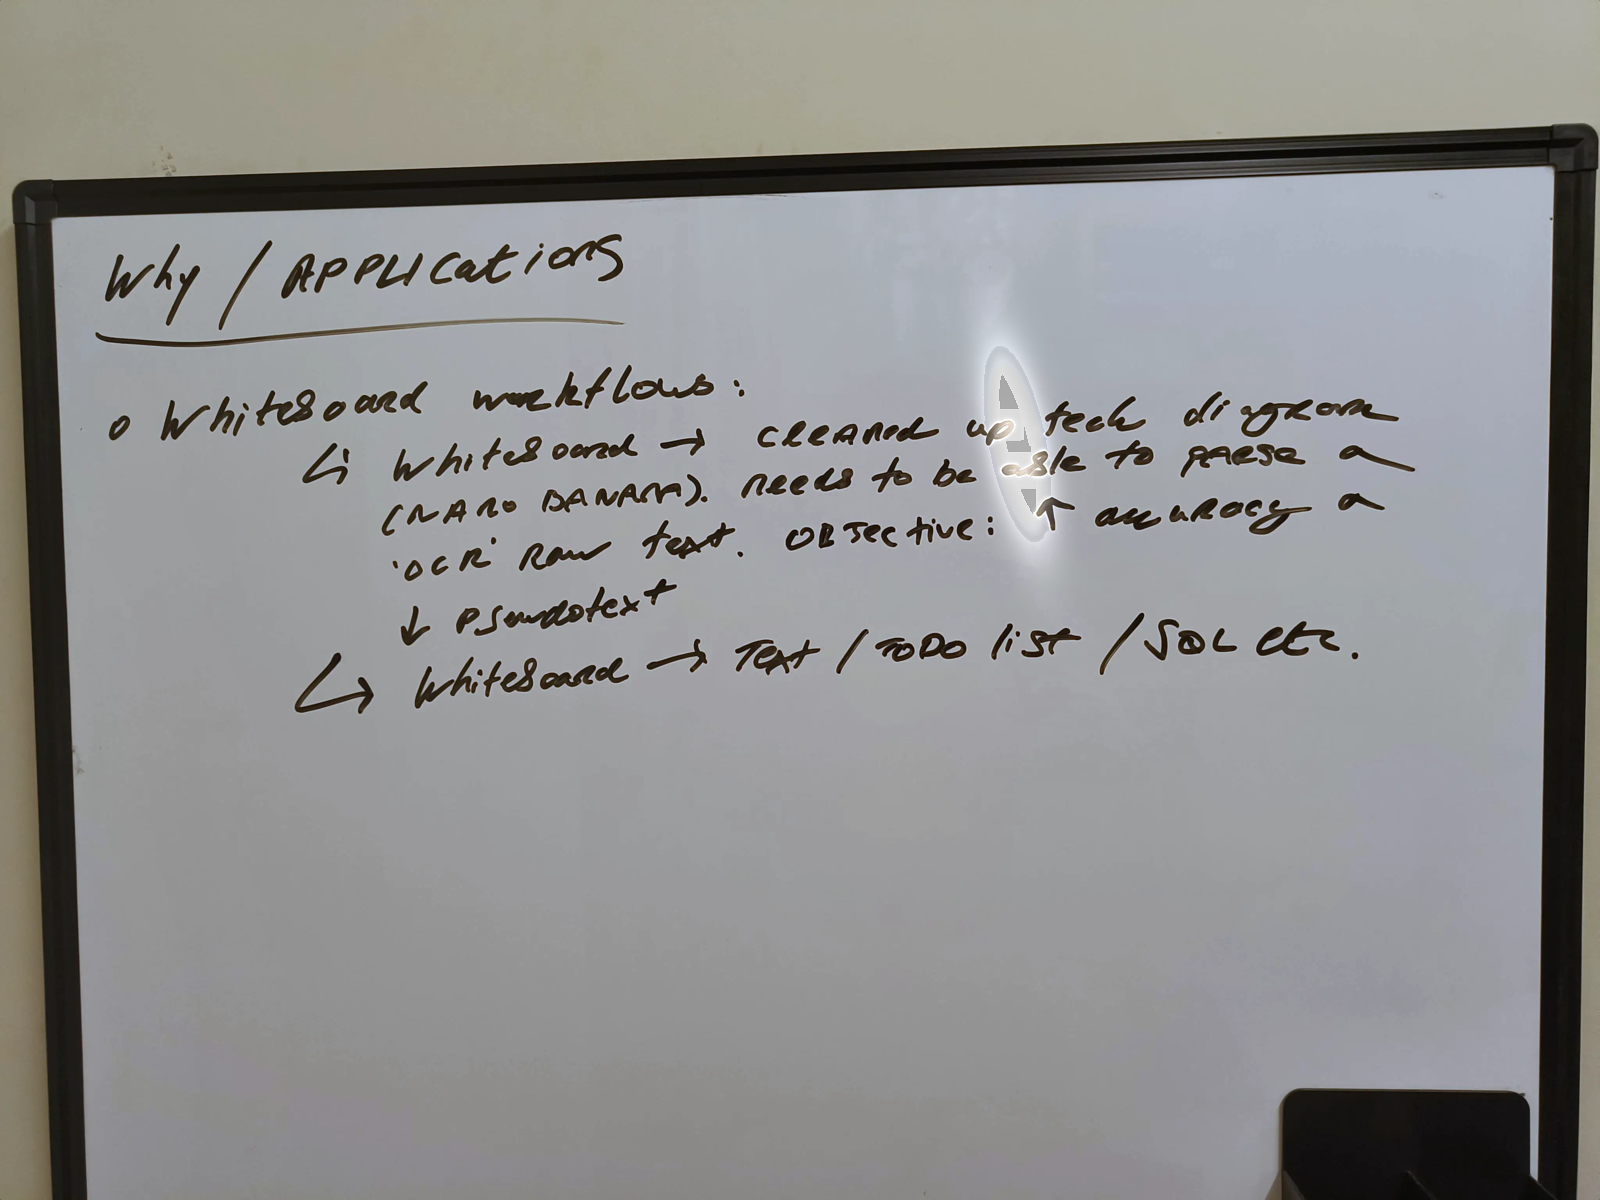 Why / Applications
o Whiteboard workflows:
↳ Whiteboard → cleaned up tech diagram
(NANO BANANA). Needs to be able to parse a
'OCR' Raw text. Objective: ↑ accuracy a
↓ Pseudotext
↳ Whiteboard → Text / TODO list / SQL etc.